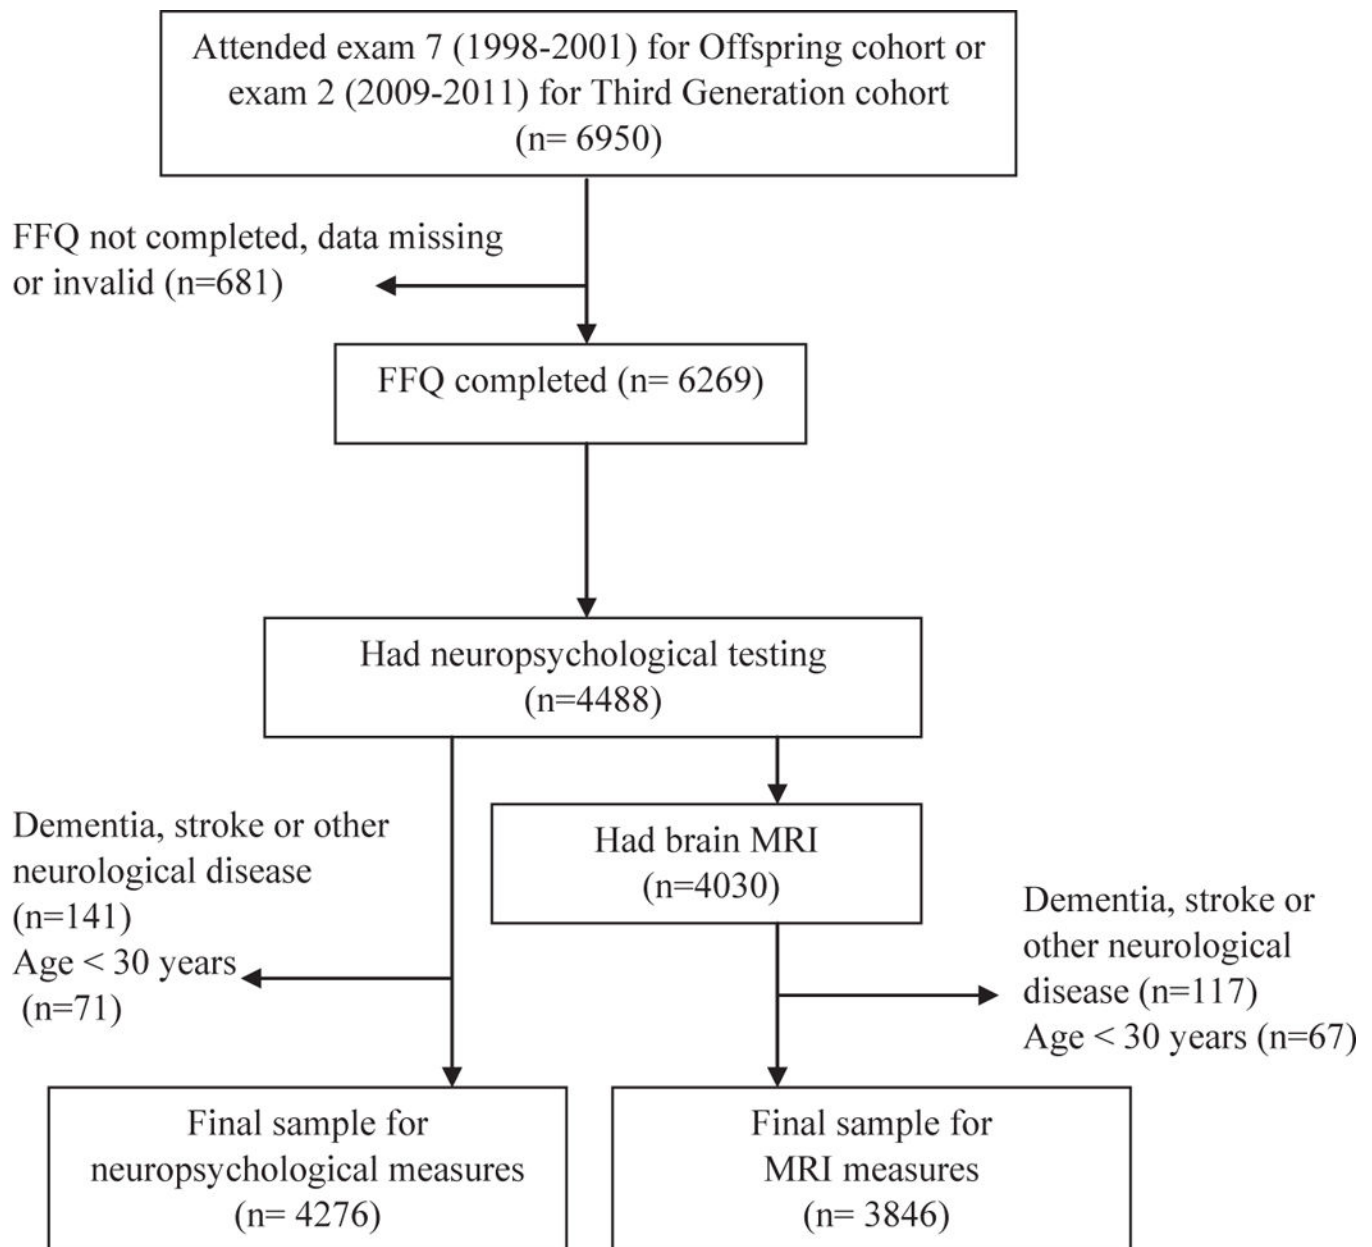 Attended exam 7 (1998-2001) for Offspring cohort or
exam 2 (2009-2011) for Third Generation cohort
(n= 6950)
FFQ not completed, data missing
or invalid (n=681)
FFQ completed (n= 6269)
Had neuropsychological testing
(n=4488)
Had brain MRI
(n=4030)
Dementia, stroke or other
neurological disease
(n=141)
Age < 30 years
(n=71)
Dementia, stroke or
other neurological
disease (n=117)
Age < 30 years (n=67)
Final sample for
neuropsychological measures
(n= 4276)
Final sample for
MRI measures
(n= 3846)